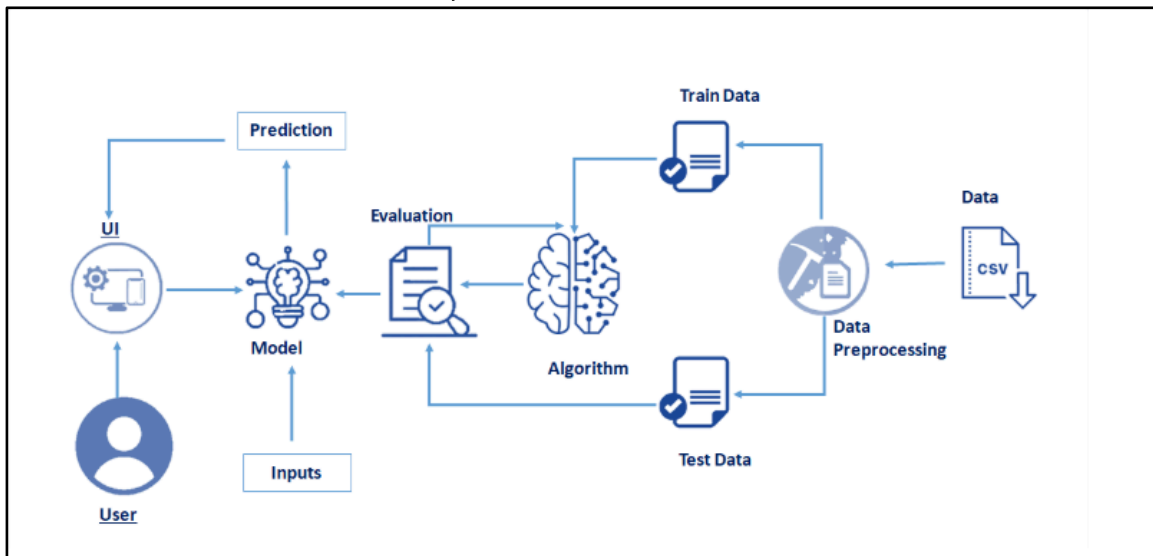 Train Data
Prediction
Data
UI
Evaluation
CSV
Model
Algorithm
Data
Preprocessing
Inputs
Test Data
User